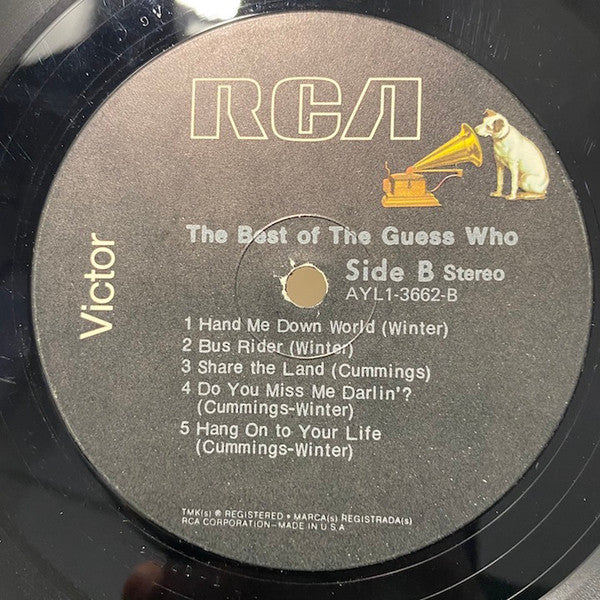 RCA
Victor
The Best of The Guess Who
Side B Stereo
AYL1-3662-B
1 Hand Me Down World (Winter)
2 Bus Rider (Winter)
3 Share the Land (Cummings)
4 Do You Miss Me Darlin'?
(Cummings-Winter)
5 Hang On to Your Life
(Cummings-Winter)
TMK(s) ® REGISTERED • MARCA(s) REGISTRADA(s)
RCA CORPORATION–MADE IN U.S.A